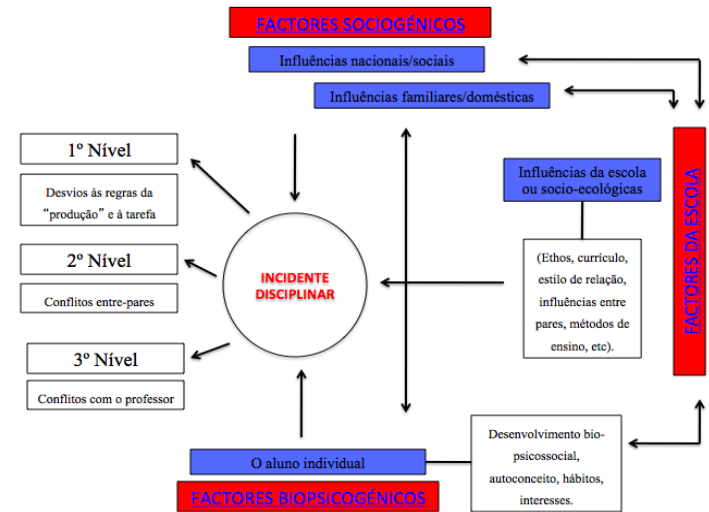 FACTORES SOCIOGÉNICOS
Influências nacionais/sociais
Influências familiares/domésticas
1º Nível
Desvios às regras da
“produção” e à tarefa
2º Nível
Conflitos entre-pares
3º Nível
Conflitos com o professor
INCIDENTE
DISCIPLINAR
Influências da escola
ou socio-ecológicas
(Ethos, currículo,
estilo de relação,
influências entre
pares, métodos de
ensino, etc).
FACTORES DA ESCOLA
O aluno individual
FACTORES BIOPSICOGÉNICOS
Desenvolvimento bio-
psicossocial,
autoconceito, hábitos,
interesses.